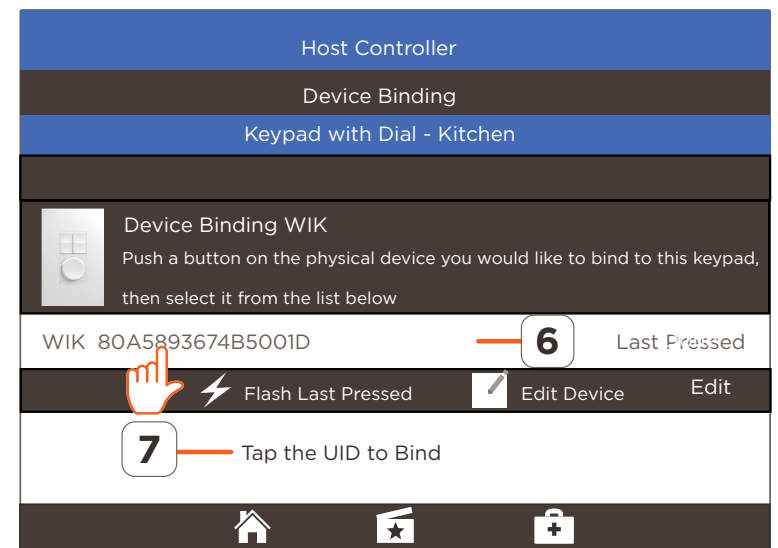 Host Controller
Device Binding
Keypad with Dial - Kitchen
Device Binding WIK
Push a button on the physical device you would like to bind to this keypad,
then select it from the list below
WIK 80A5893674B5001D 6 Last Pressed
Flash Last Pressed Edit Device Edit
7 Tap the UID to Bind